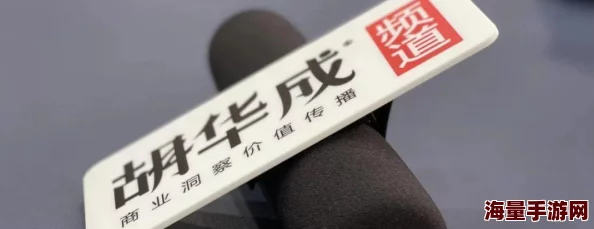 胡华成
频道
商业洞察价值传播
海量手游网